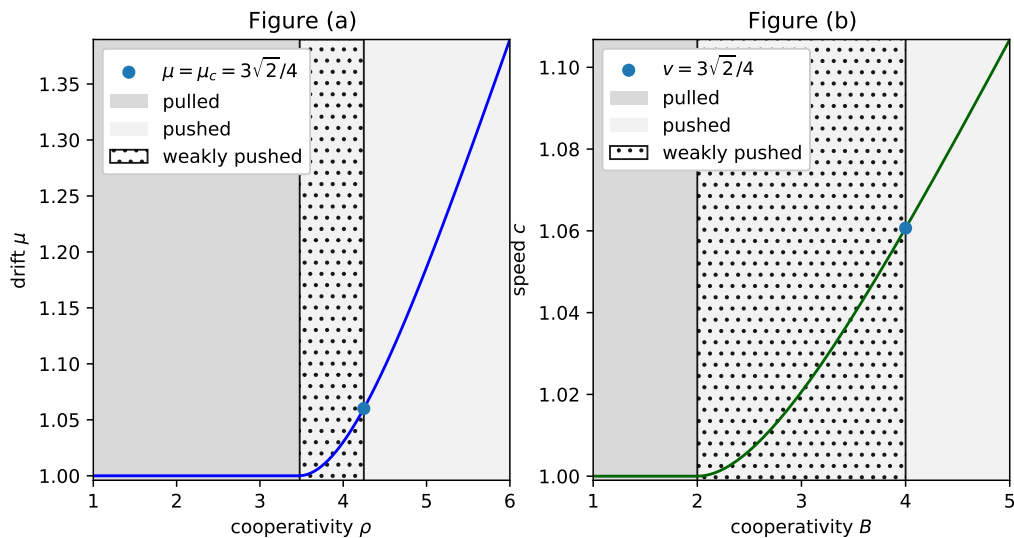 Figure (a)
μ = μ_c = 3√2/4
pulled
pushed
weakly pushed
1.35
1.30
1.25
1.20
1.15
1.10
1.05
1.00
drift μ
1 2 3 4 5 6
cooperativity ρ
Figure (b)
v = 3√2/4
pulled
pushed
weakly pushed
1.10
1.08
1.06
1.04
1.02
1.00
speed c
1 2 3 4 5
cooperativity B